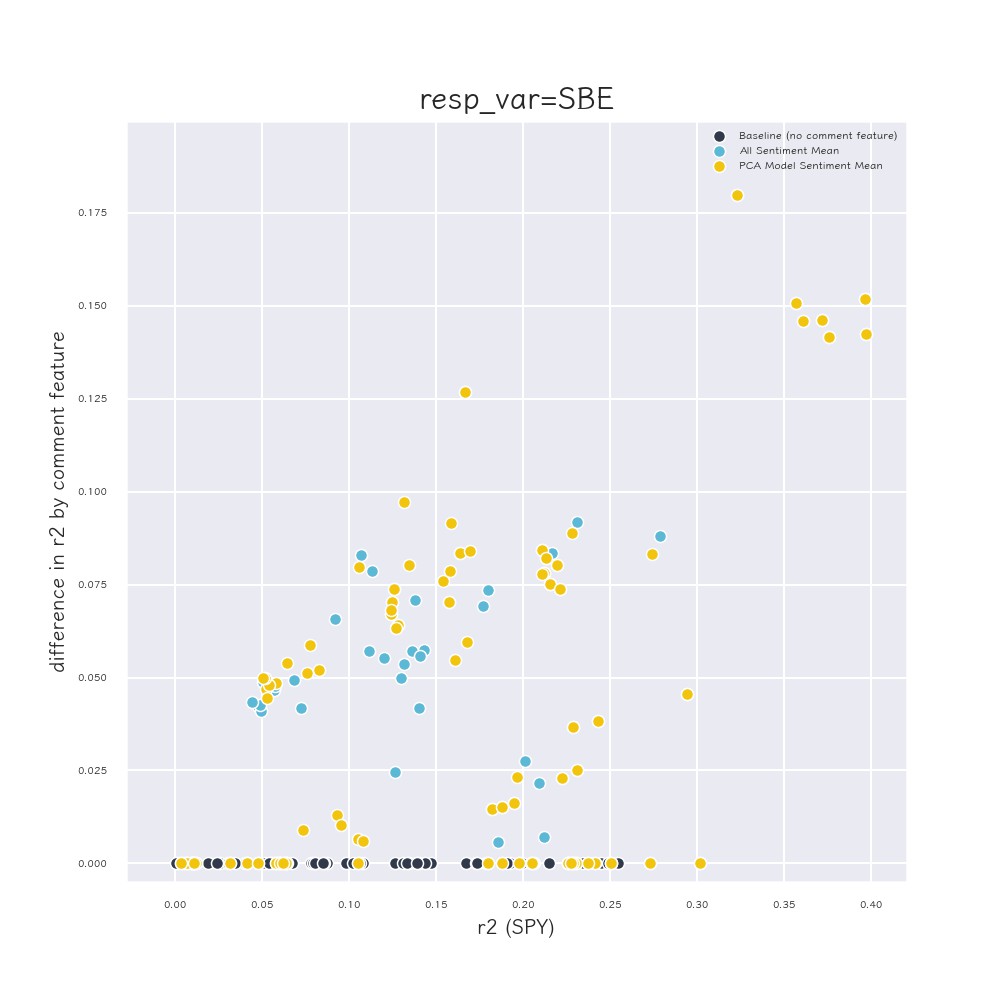 resp_var=SBE
Baseline (no comment feature)
All Sentiment Mean
PCA Model Sentiment Mean
difference in r2 by comment feature
0.175
0.150
0.125
0.100
0.075
0.050
0.025
0.000
0.00 0.05 0.10 0.15 0.20 0.25 0.30 0.35 0.40
r2 (SPY)